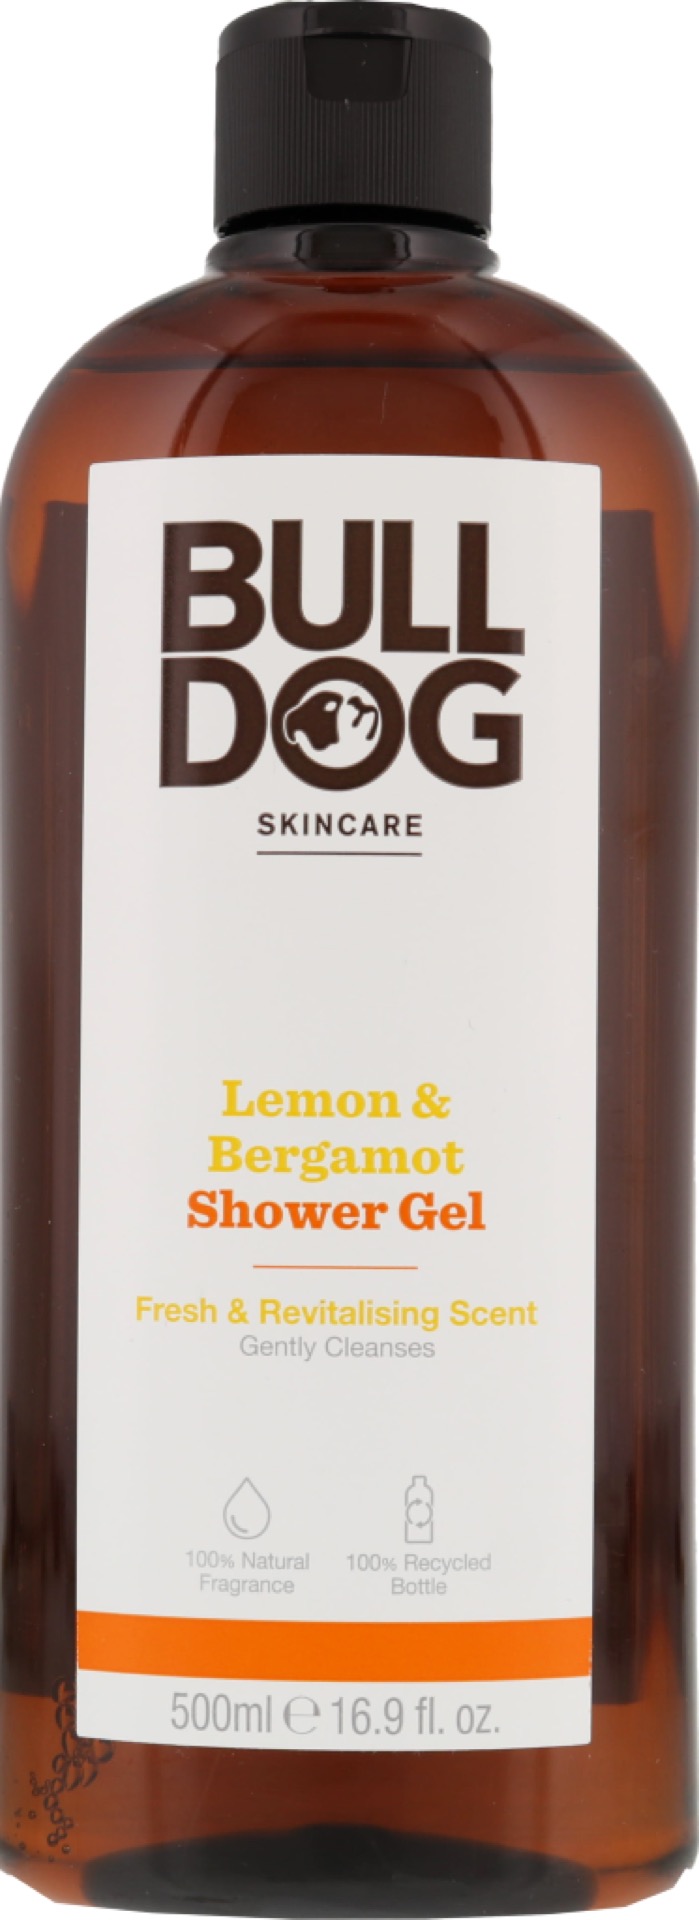 BULL
DOG
SKINCARE
Lemon &
Bergamot
Shower Gel
Fresh & Revitalising Scent
Gently Cleanses
100% Natural
Fragrance
100% Recycled
Bottle
500ml ℮ 16.9 fl. oz.